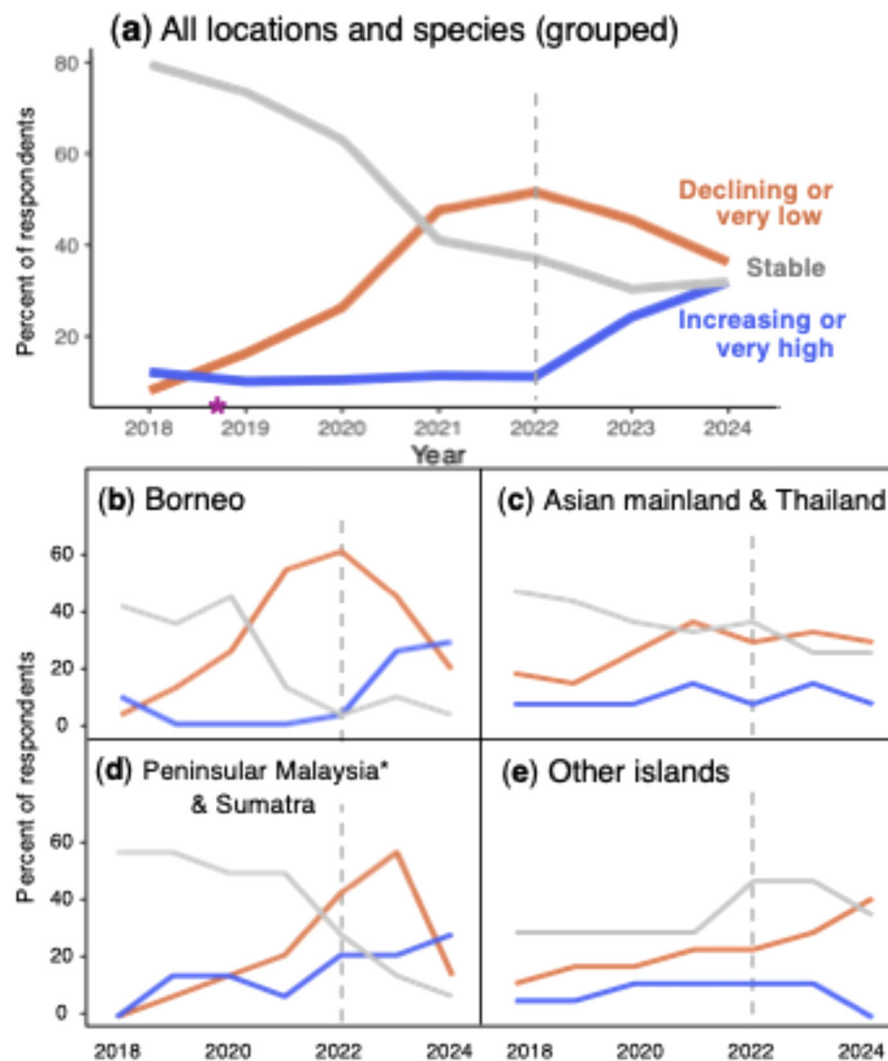 (a) All locations and species (grouped)
Percent of respondents
80
60
40
20
Declining or
very low
Stable
Increasing or
very high
*
2018 2019 2020 2021 2022 2023 2024
Year
(b) Borneo
(c) Asian mainland & Thailand
Percent of respondents
60
40
20
0
(d) Peninsular Malaysia*
& Sumatra
(e) Other islands
60
40
20
0
2018 2020 2022 2024 2018 2020 2022 2024